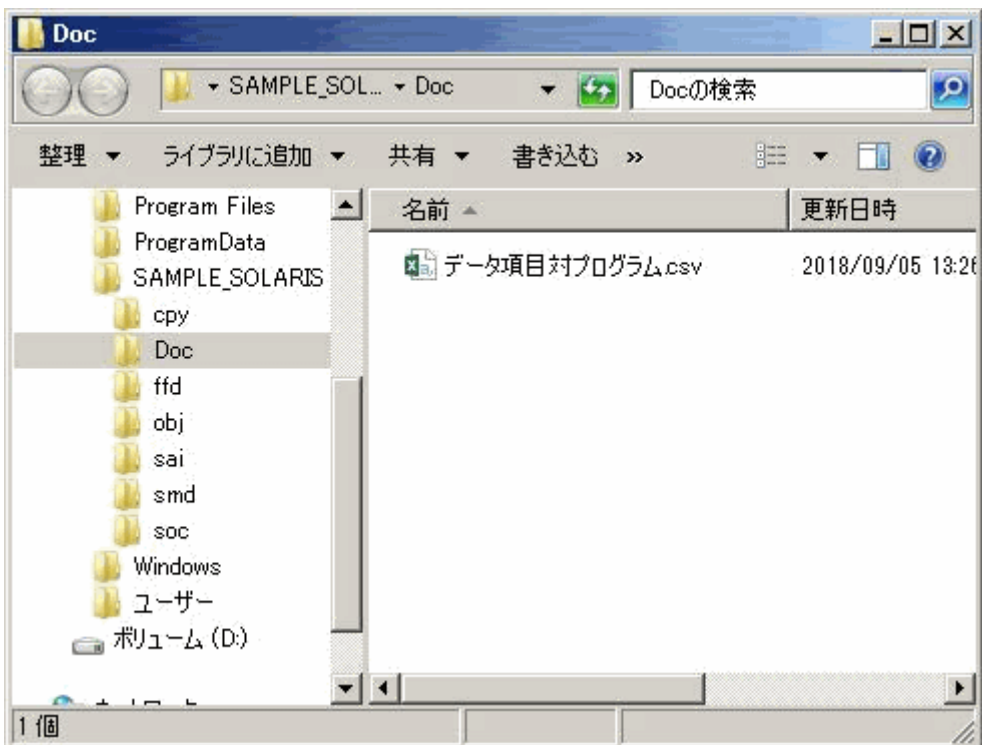 Doc
SAMPLE_SOL... Doc
Docの検索
整理 ライブラリに追加 共有 書き込む »
Program Files
ProgramData
SAMPLE_SOLARIS
cpy
Doc
ffd
obj
sai
smd
soc
Windows
ユーザー
ボリューム (D:)
名前 更新日時
データ項目対プログラム.csv 2018/09/05 13:26
1 個